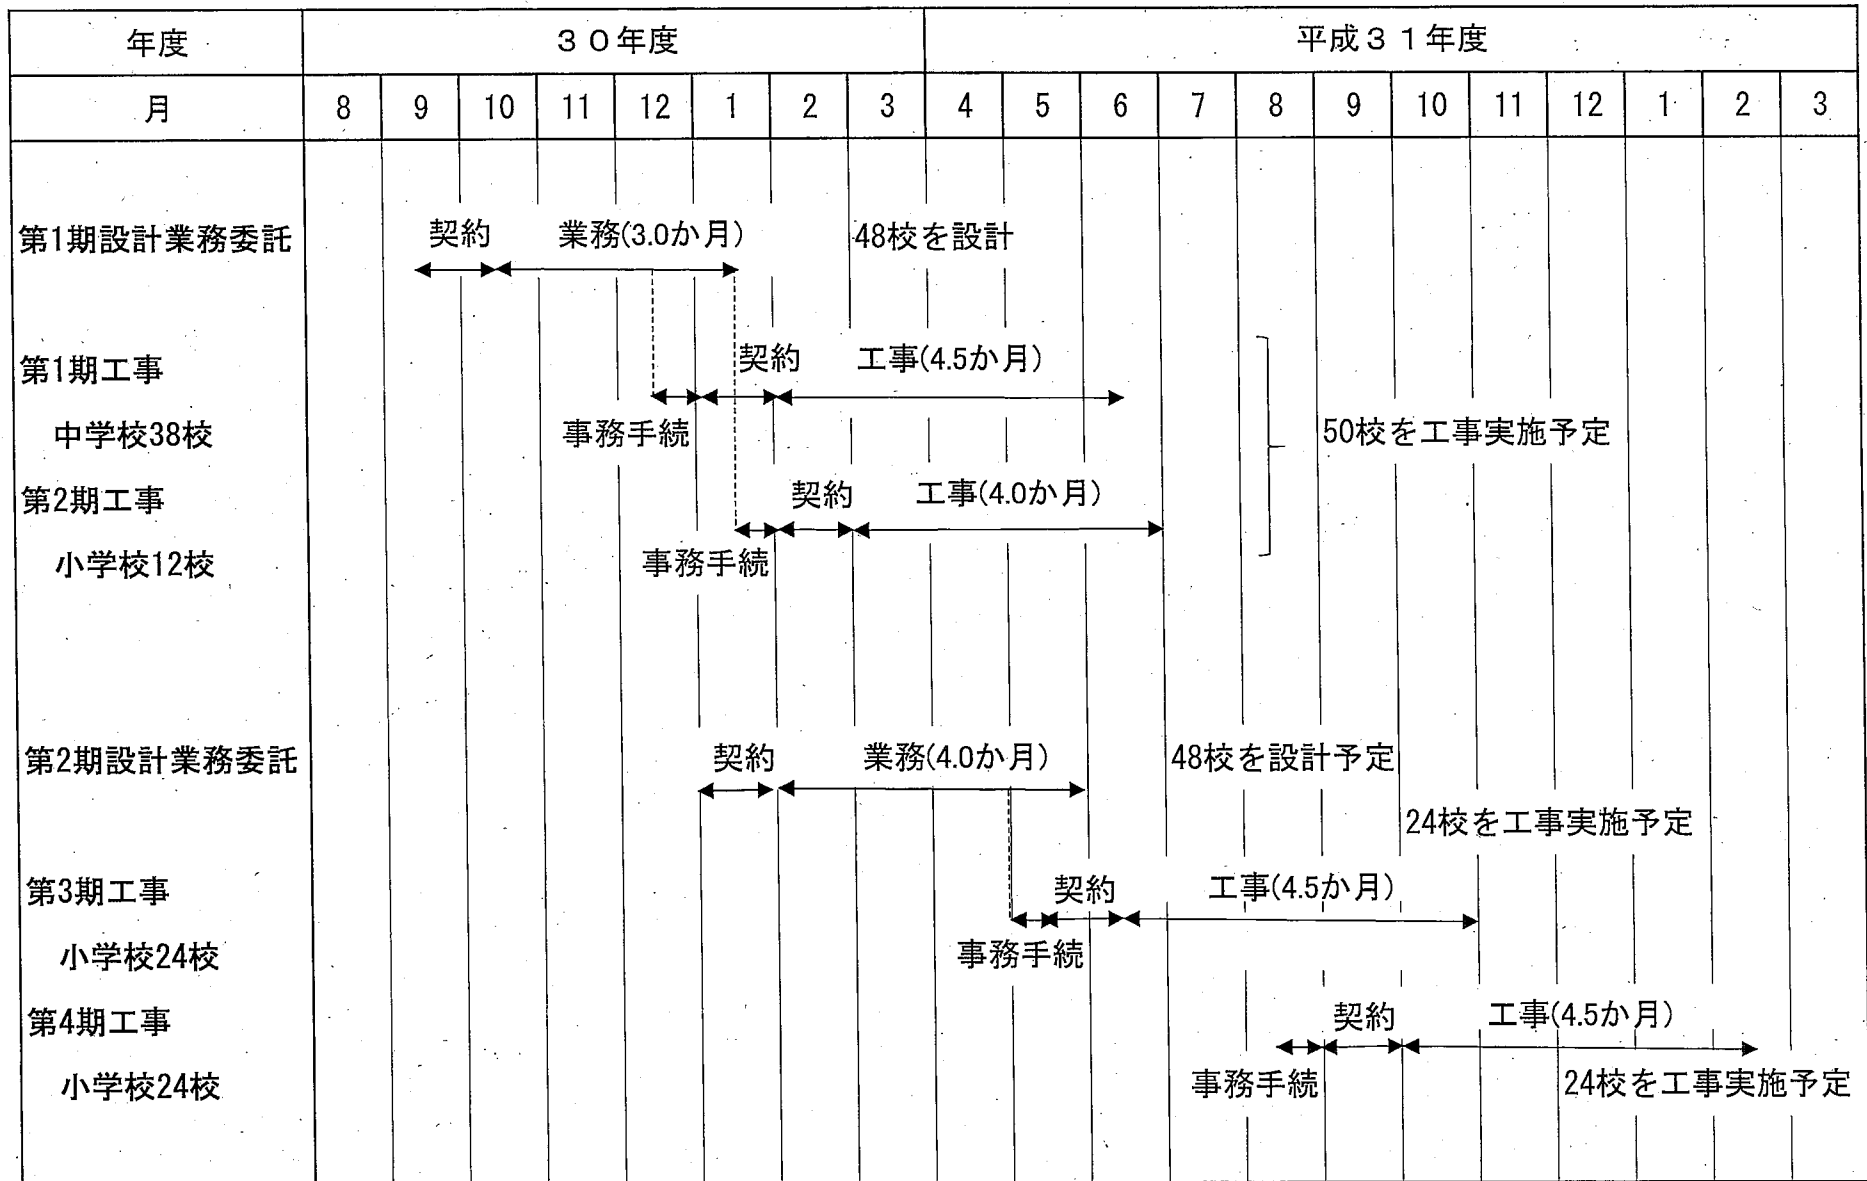 年度 30年度 平成31年度
月 8 9 10 11 12 1 2 3 4 5 6 7 8 9 10 11 12 1 2 3
第1期設計業務委託 契約 業務(3.0か月) 48校を設計
第1期工事 契約 工事(4.5か月)
中学校38校 事務手続 50校を工事実施予定
第2期工事 契約 工事(4.0か月)
小学校12校 事務手続
第2期設計業務委託 契約 業務(4.0か月) 48校を設計予定
24校を工事実施予定
第3期工事 契約 工事(4.5か月)
小学校24校 事務手続
第4期工事 契約 工事(4.5か月)
小学校24校 事務手続 24校を工事実施予定